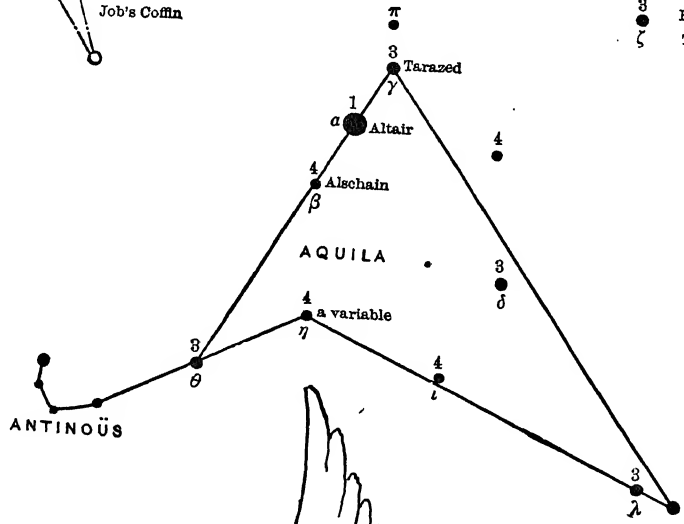 Job's Coffin
π
3
ζ
3
Tarazed
γ
1
α
Altair
4
4
Alschain
β
AQUILA
3
δ
4
a variable
η
3
θ
4
ι
ANTINOÜS
3
λ